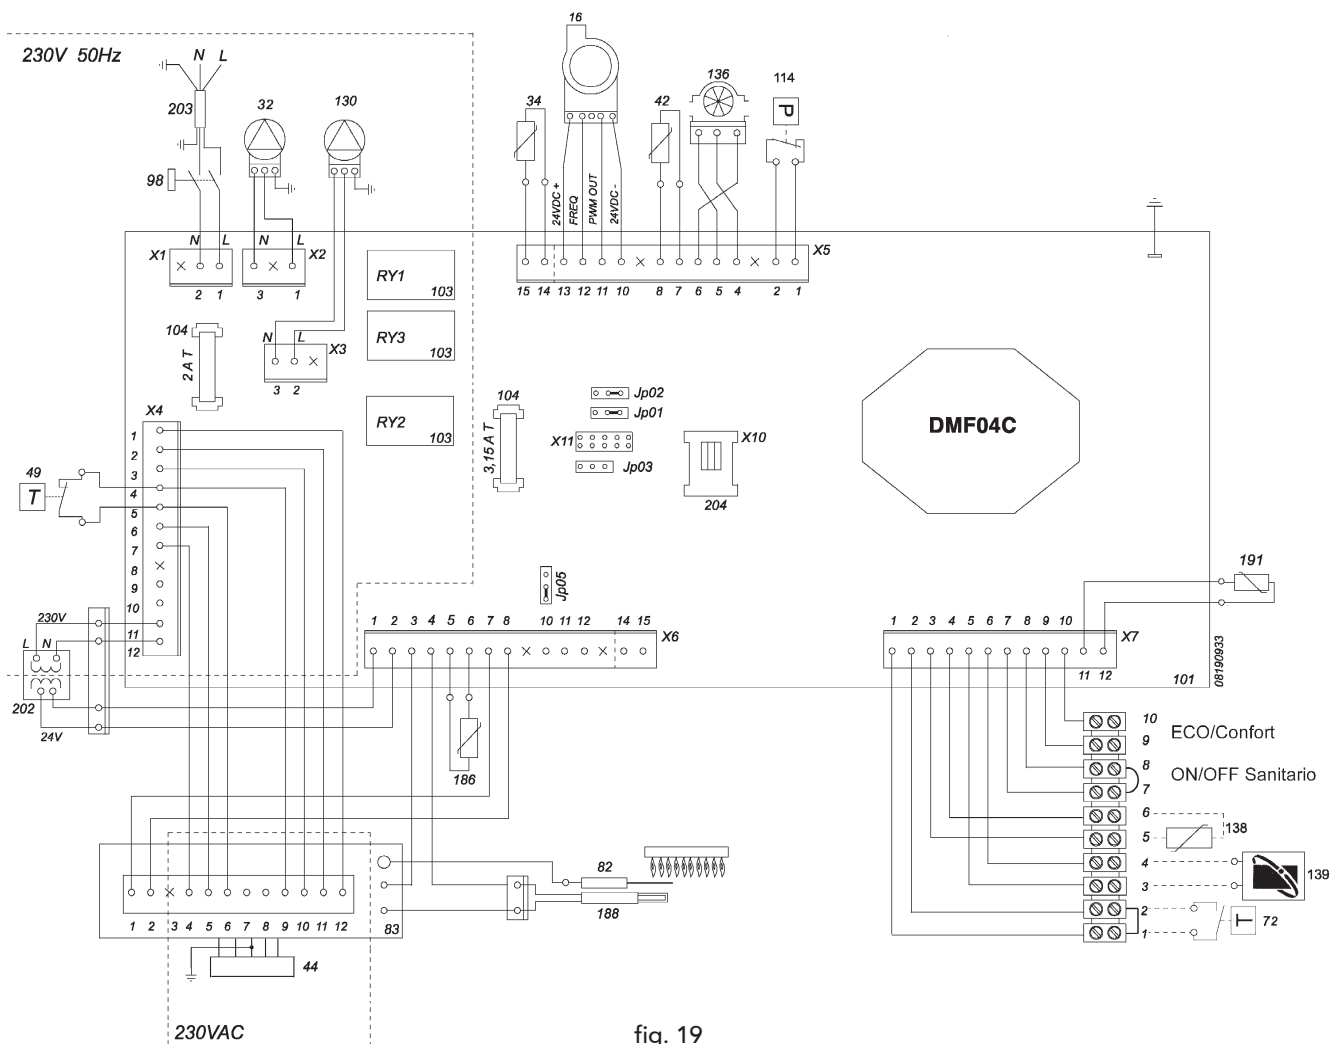 16
230V 50Hz
N L
203
32
130
34
42
136
114
P
98
24VDC +
FREQ
PWM OUT
24VDC -
N L
N L
X1
X2
X5
2 1
3 1
15 14 13 12 11 10 8 7 6 5 4 2 1
RY1
103
RY3
103
RY2
103
104
2 A T
N L
X3
3 2
X4
1
2
3
4
5
6
7
8
9
10
11
12
49
T
104
3,15 A T
Jp02
Jp01
X11
Jp03
X10
204
DMF04C
Jp05
191
230V
L N
202
24V
1 2 3 4 5 6 7 8 10 11 12 14 15
X6
1 2 3 4 5 6 7 8 9 10
X7
11 12
101
08190933
186
10
9
8
7
6
5
4
3
2
1
ECO/Confort
ON/OFF Sanitario
138
139
T
72
82
188
1 2 3 4 5 6 7 8 9 10 11 12
83
44
230VAC
fig. 19